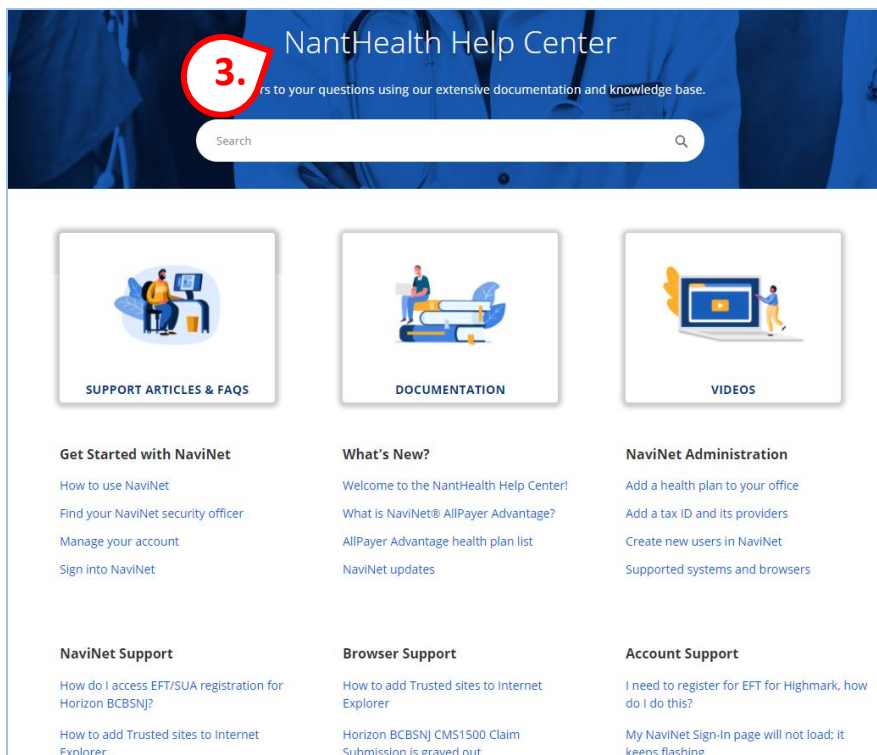 NantHealth Help Center
3.
rs to your questions using our extensive documentation and knowledge base.
Search
SUPPORT ARTICLES & FAQS
DOCUMENTATION
VIDEOS
Get Started with NaviNet
How to use NaviNet
Find your NaviNet security officer
Manage your account
Sign into NaviNet
What's New?
Welcome to the NantHealth Help Center!
What is NaviNet® AllPayer Advantage?
AllPayer Advantage health plan list
NaviNet updates
NaviNet Administration
Add a health plan to your office
Add a tax ID and its providers
Create new users in NaviNet
Supported systems and browsers
NaviNet Support
How do I access EFT/SUA registration for
Horizon BCBSNJ?
How to add Trusted sites to Internet
Explorer
Browser Support
How to add Trusted sites to Internet
Explorer
Horizon BCBSNJ CMS1500 Claim
Submission is grayed out
Account Support
I need to register for EFT for Highmark, how
do I do this?
My NaviNet Sign-In page will not load; it
keeps flashing